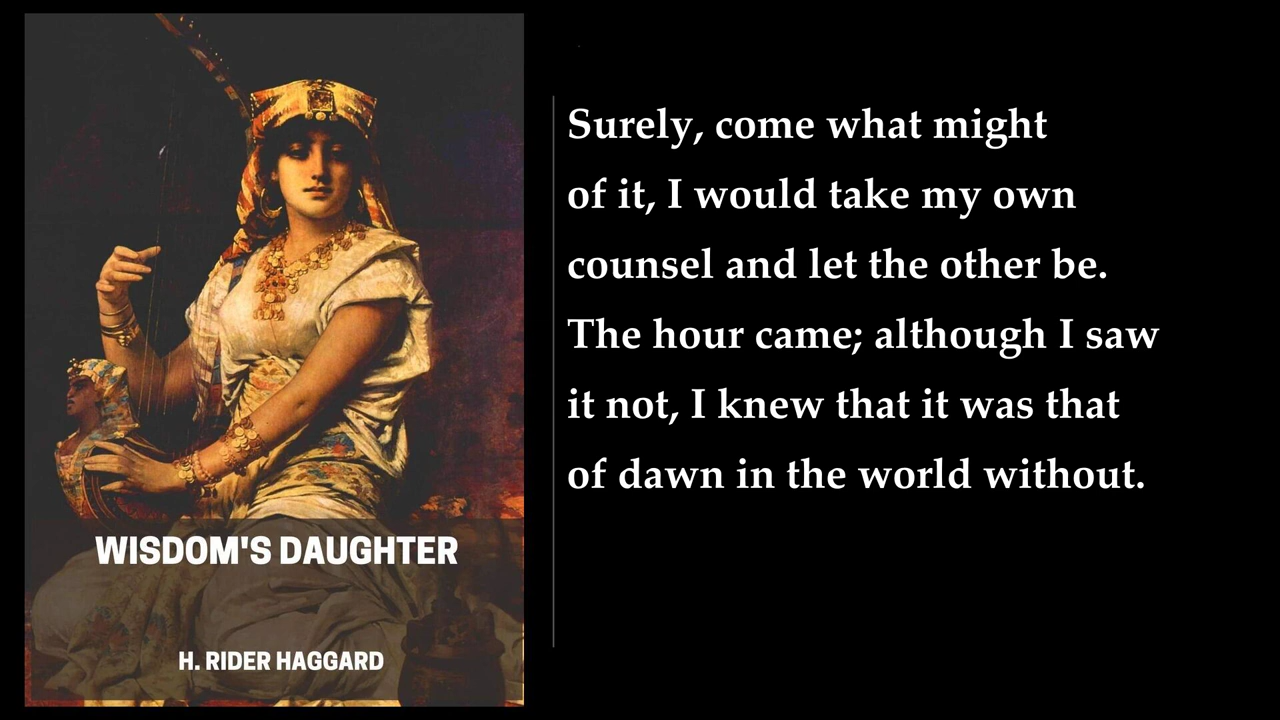 WISDOM'S DAUGHTER
H. RIDER HAGGARD
Surely, come what might
of it, I would take my own
counsel and let the other be.
The hour came; although I saw
it not, I knew that it was that
of dawn in the world without.